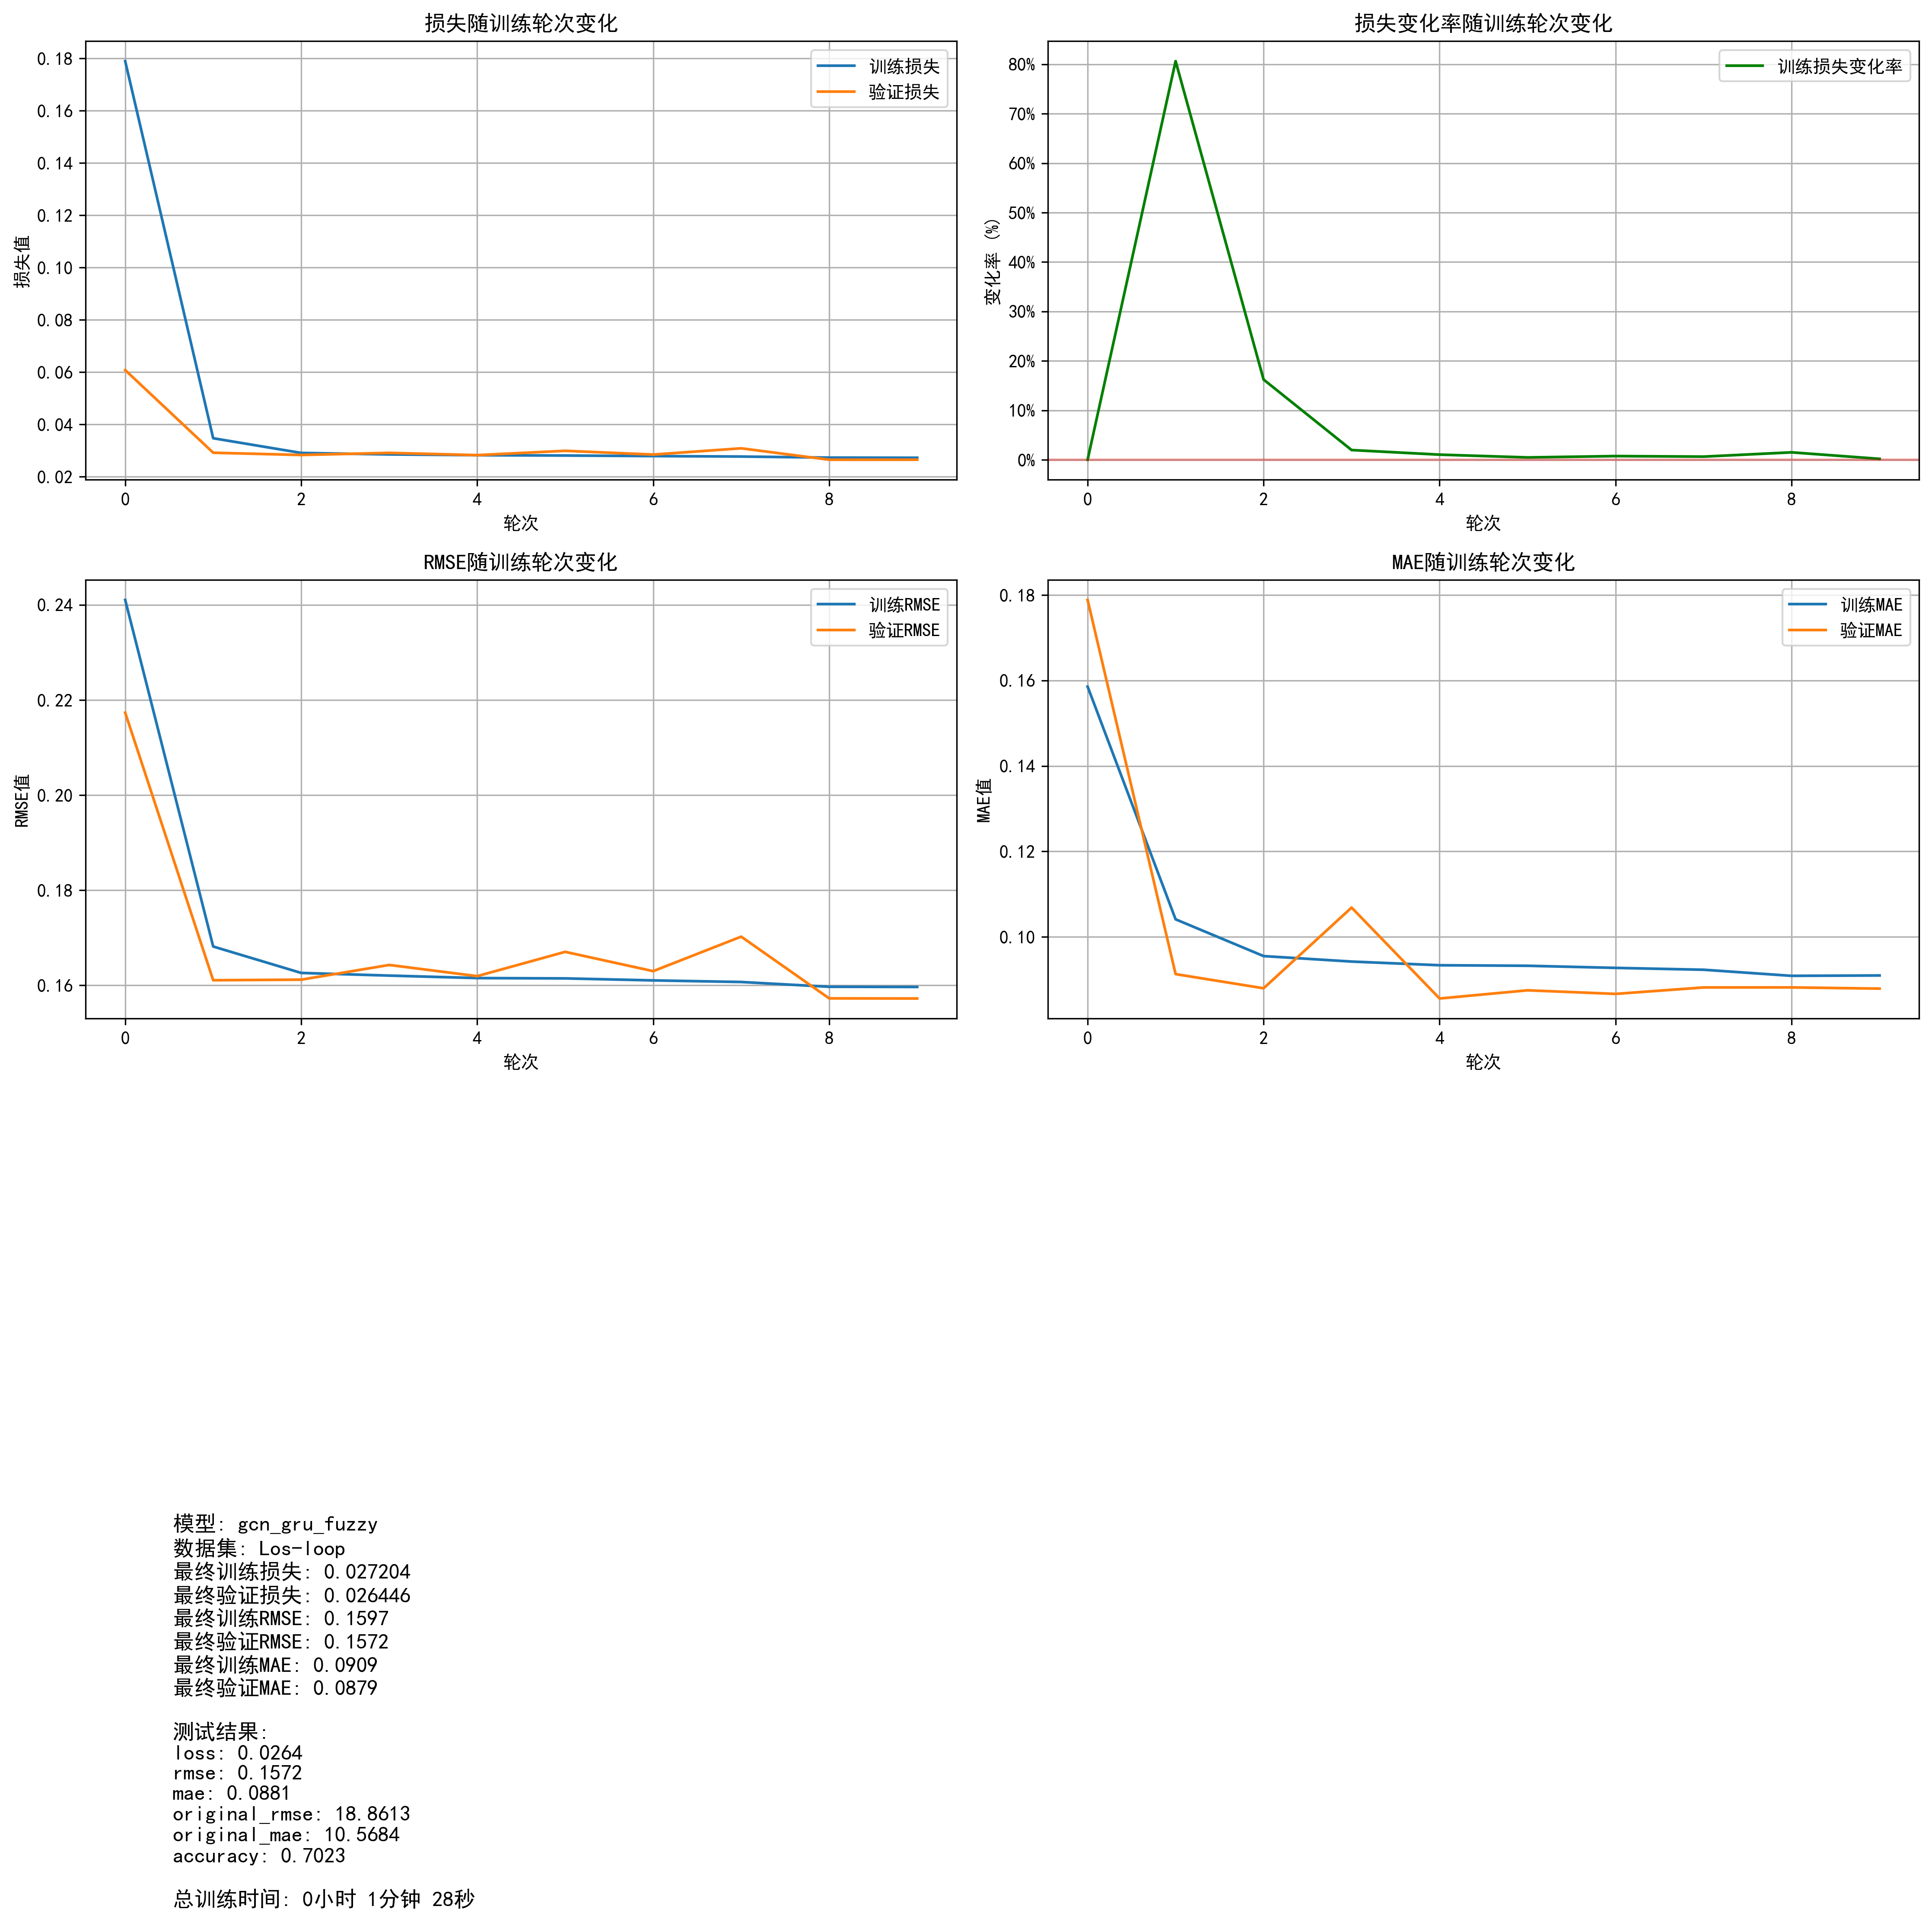 损失随训练轮次变化
0.18
0.16
0.14
0.12
0.10
0.08
0.06
0.04
0.02
损失值
0 2 4 6 8
轮次
训练损失
验证损失
损失变化率随训练轮次变化
80%
70%
60%
50%
40%
30%
20%
10%
0%
变化率 (%)
0 2 4 6 8
轮次
训练损失变化率
RMSE随训练轮次变化
0.24
0.22
0.20
0.18
0.16
RMSE值
0 2 4 6 8
轮次
训练RMSE
验证RMSE
MAE随训练轮次变化
0.18
0.16
0.14
0.12
0.10
MAE值
0 2 4 6 8
轮次
训练MAE
验证MAE
模型: gcn_gru_fuzzy
数据集: Los-loop
最终训练损失: 0.027204
最终验证损失: 0.026446
最终训练RMSE: 0.1597
最终验证RMSE: 0.1572
最终训练MAE: 0.0909
最终验证MAE: 0.0879
测试结果:
loss: 0.0264
rmse: 0.1572
mae: 0.0881
original_rmse: 18.8613
original_mae: 10.5684
accuracy: 0.7023
总训练时间: 0小时 1分钟 28秒